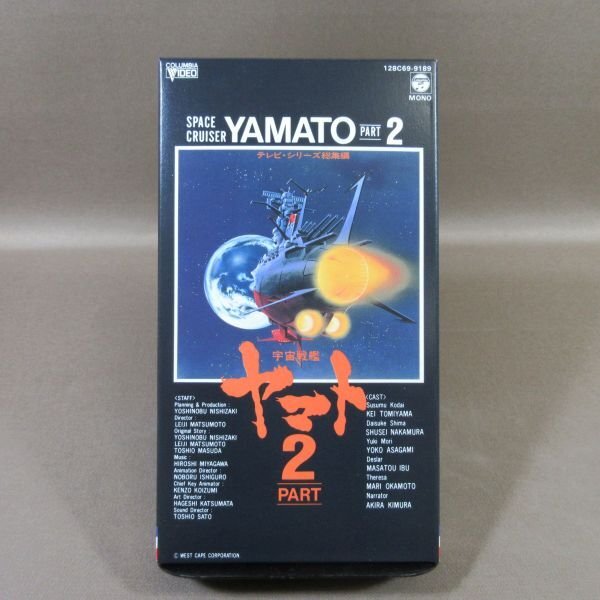 COLUMBIA
VIDEO
128C69-9189
MONO
SPACE
CRUISER YAMATO PART 2
テレビ・シリーズ総集編
宇宙戦艦
ヤマト
2
PART
<STAFF>
Planning & Production :
YOSHINOBU NISHIZAKI
Director :
LEIJI MATSUMOTO
Original Story :
YOSHINOBU NISHIZAKI
LEIJI MATSUMOTO
TOSHIO MASUDA
Music :
HIROSHI MIYAGAWA
Animation Director :
NOBORU ISHIGURO
Chief Key Animator :
KENZO KOIZUMI
Art Director :
HAGESHI KATSUMATA
Sound Director :
TOSHIO SATO
<CAST>
Susumu Kodai
KEI TOMIYAMA
Daisuke Shima
SHUSEI NAKAMURA
Yuki Mori
YOKO ASAGAMI
Deslar
MASATOU IBU
Theresa
MARI OKAMOTO
Narrator
AKIRA KIMURA
© WEST CAPE CORPORATION